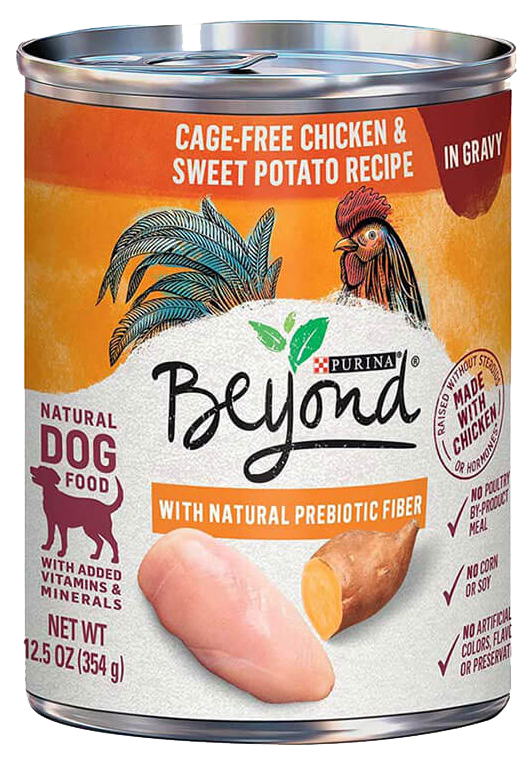 CAGE-FREE CHICKEN &
SWEET POTATO RECIPE
IN GRAVY
PURINA®
Beyond®
NATURAL
DOG
FOOD
WITH ADDED
VITAMINS &
MINERALS
NET WT
12.5 OZ (354 g)
WITH NATURAL PREBIOTIC FIBER
RAISED WITHOUT STEROIDS
MADE
WITH
CHICKEN
OR HORMONES*
NO POULTRY
BY-PRODUCT
MEAL
NO CORN
OR SOY
NO ARTIFICIAL
COLORS,
OR